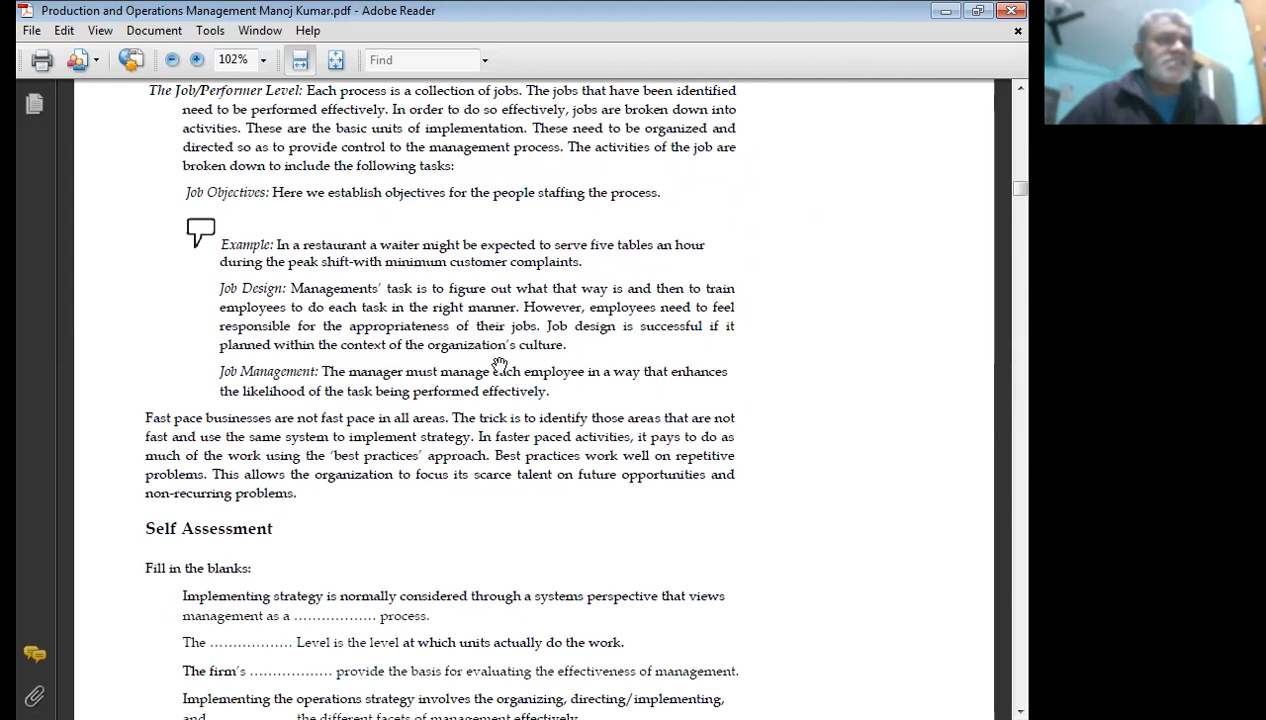 Production and Operations Management Manoj Kumar.pdf - Adobe Reader
File Edit View Document Tools Window Help
102% Find
The Job/Performer Level: Each process is a collection of jobs. The jobs that have been identified
need to be performed effectively. In order to do so effectively, jobs are broken down into
activities. These are the basic units of implementation. These need to be organized and
directed so as to provide control to the management process. The activities of the job are
broken down to include the following tasks:
Job Objectives: Here we establish objectives for the people staffing the process.
Example: In a restaurant a waiter might be expected to serve five tables an hour
during the peak shift-with minimum customer complaints.
Job Design: Managements' task is to figure out what that way is and then to train
employees to do each task in the right manner. However, employees need to feel
responsible for the appropriateness of their jobs. Job design is successful if it
planned within the context of the organization's culture.
Job Management: The manager must manage each employee in a way that enhances
the likelihood of the task being performed effectively.
Fast pace businesses are not fast pace in all areas. The trick is to identify those areas that are not
fast and use the same system to implement strategy. In faster paced activities, it pays to do as
much of the work using the 'best practices' approach. Best practices work well on repetitive
problems. This allows the organization to focus its scarce talent on future opportunities and
non-recurring problems.
Self Assessment
Fill in the blanks:
Implementing strategy is normally considered through a systems perspective that views
management as a ……………… process.
The ……………… Level is the level at which units actually do the work.
The firm's ……………… provide the basis for evaluating the effectiveness of management.
Implementing the operations strategy involves the organizing, directing/implementing,
and ……………… the different facets of management effectively.